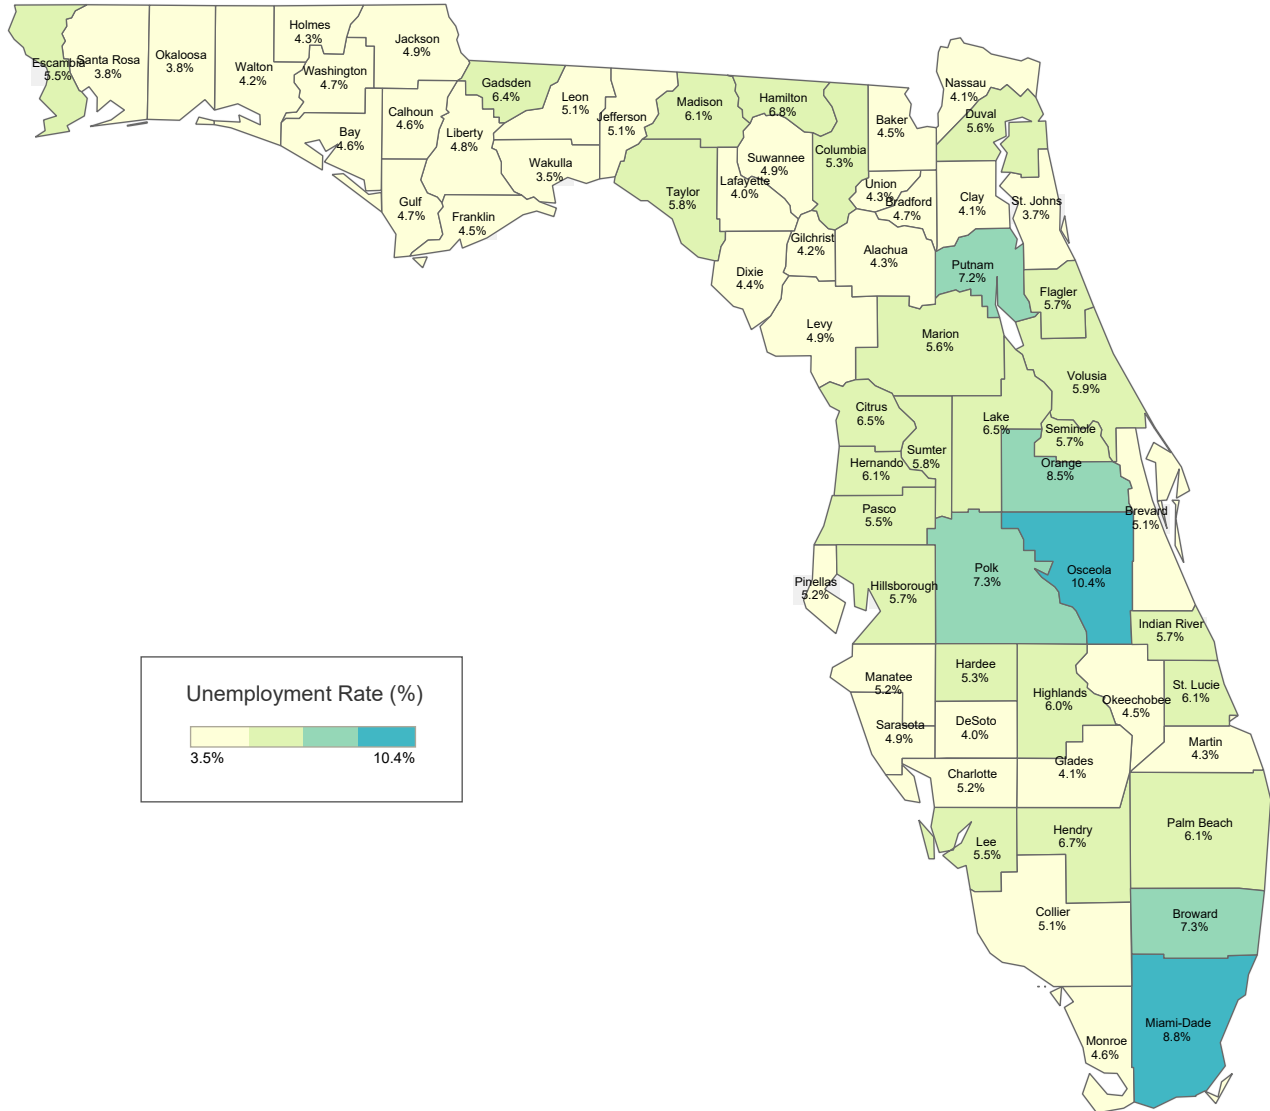 Holmes
4.3%
Jackson
4.9%
Escambia
5.5%
Santa Rosa
3.8%
Okaloosa
3.8%
Walton
4.2%
Washington
4.7%
Gadsden
6.4%
Leon
5.1%
Jefferson
5.1%
Madison
6.1%
Hamilton
6.8%
Baker
4.5%
Nassau
4.1%
Duval
5.6%
Calhoun
4.6%
Bay
4.6%
Liberty
4.8%
Wakulla
3.5%
Suwannee
4.9%
Columbia
5.3%
Taylor
5.8%
Lafayette
4.0%
Union
4.3%
Bradford
4.7%
Clay
4.1%
St. Johns
3.7%
Gulf
4.7%
Franklin
4.5%
Gilchrist
4.2%
Alachua
4.3%
Dixie
4.4%
Putnam
7.2%
Flagler
5.7%
Levy
4.9%
Marion
5.6%
Volusia
5.9%
Citrus
6.5%
Lake
6.5%
Seminole
5.7%
Sumter
5.8%
Hernando
6.1%
Orange
8.5%
Pasco
5.5%
Brevard
5.1%
Pinellas
5.2%
Hillsborough
5.7%
Polk
7.3%
Osceola
10.4%
Indian River
5.7%
Manatee
5.2%
Hardee
5.3%
Highlands
6.0%
Okeechobee
4.5%
St. Lucie
6.1%
Sarasota
4.9%
DeSoto
4.0%
Martin
4.3%
Charlotte
5.2%
Glades
4.1%
Lee
5.5%
Hendry
6.7%
Palm Beach
6.1%
Collier
5.1%
Broward
7.3%
Miami-Dade
8.8%
Monroe
4.6%
Unemployment Rate (%)
3.5% 10.4%